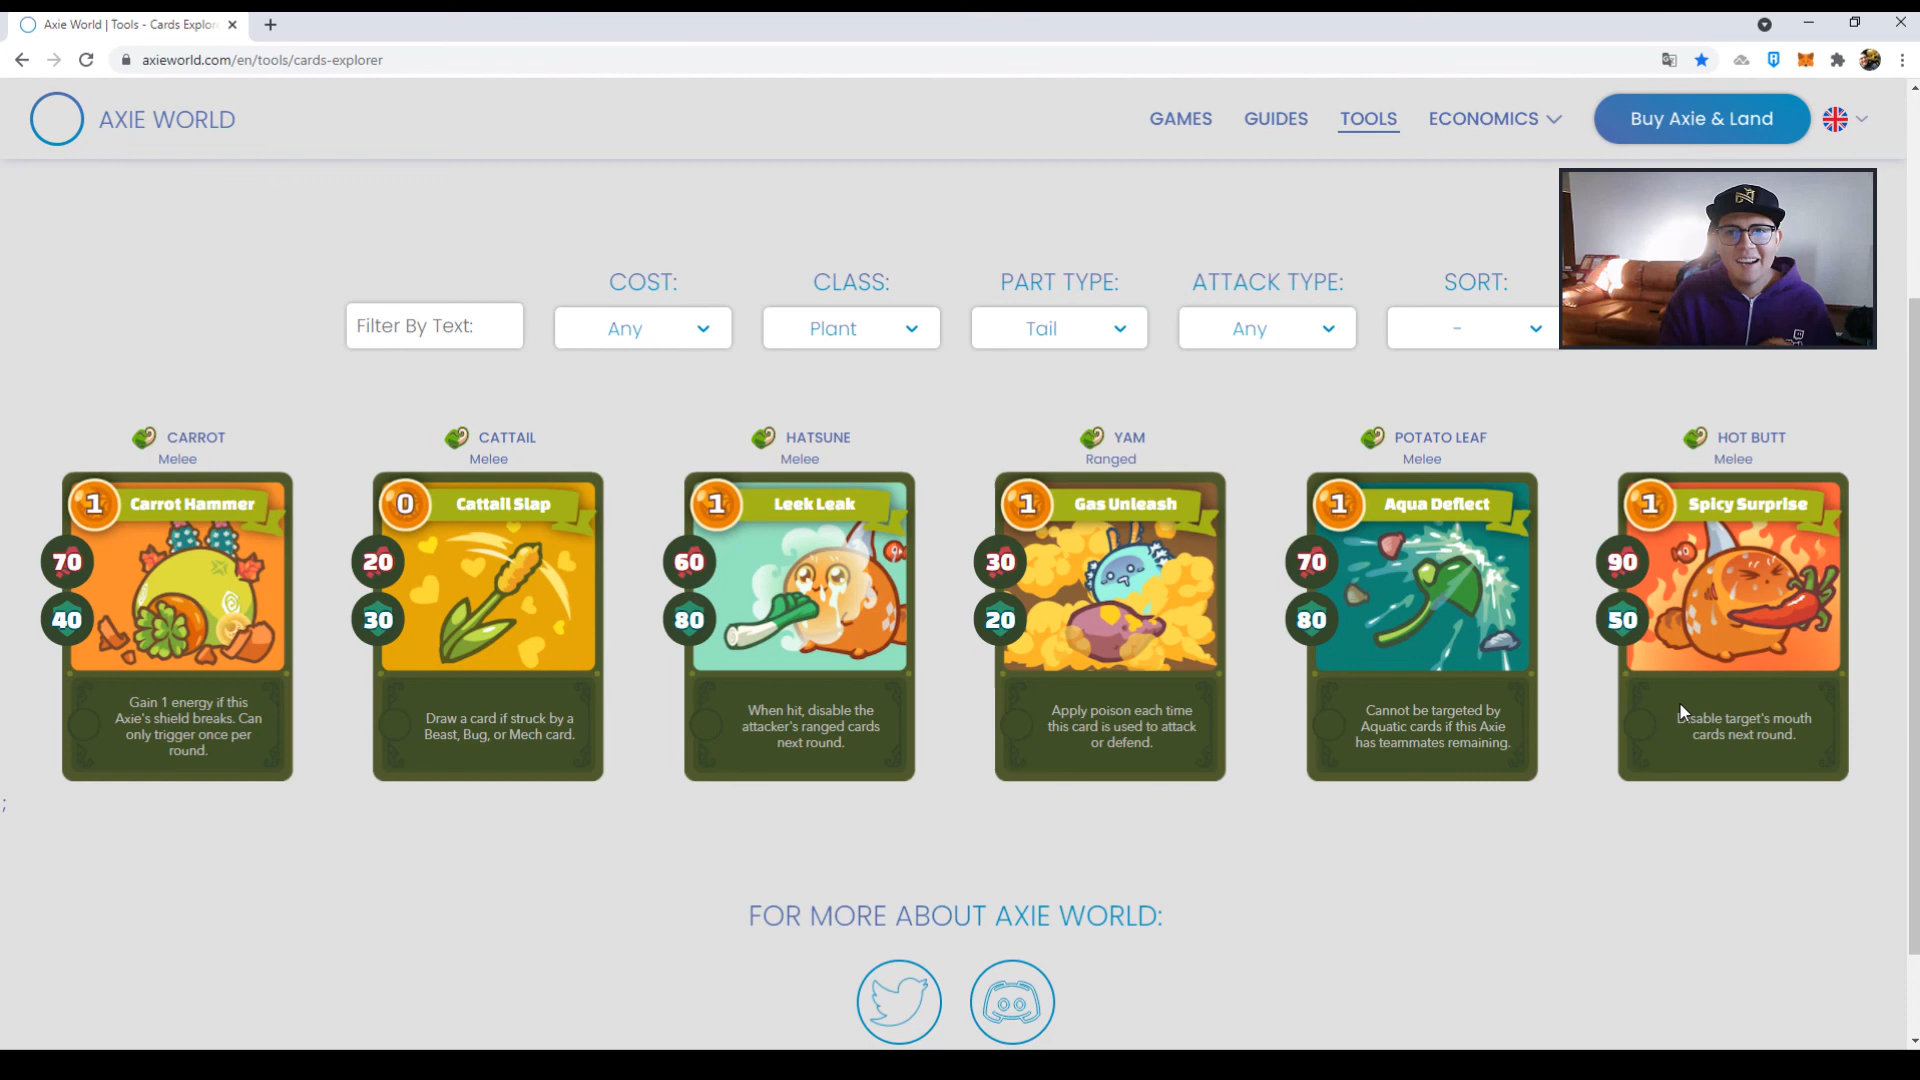 Axie World | Tools - Cards Explor
axieworld.com/en/tools/cards-explorer
AXIE WORLD
GAMES GUIDES TOOLS ECONOMICS Buy Axie & Land
COST: CLASS: PART TYPE: ATTACK TYPE: SORT:
Filter By Text: Any Plant Tail Any -
CARROT
Melee
1 Carrot Hammer
70
40
Gain 1 energy if this
Axie's shield breaks. Can
only trigger once per
round.
CATTAIL
Melee
0 Cattail Slap
20
30
Draw a card if struck by a
Beast, Bug, or Mech card.
HATSUNE
Melee
1 Leek Leak
60
80
When hit, disable the
attacker's ranged cards
next round.
YAM
Ranged
1 Gas Unleash
30
20
Apply poison each time
this card is used to attack
or defend.
POTATO LEAF
Melee
1 Aqua Deflect
70
80
Cannot be targeted by
Aquatic cards if this Axie
has teammates remaining.
HOT BUTT
Melee
1 Spicy Surprise
90
50
Disable target's mouth
cards next round.
;
FOR MORE ABOUT AXIE WORLD: